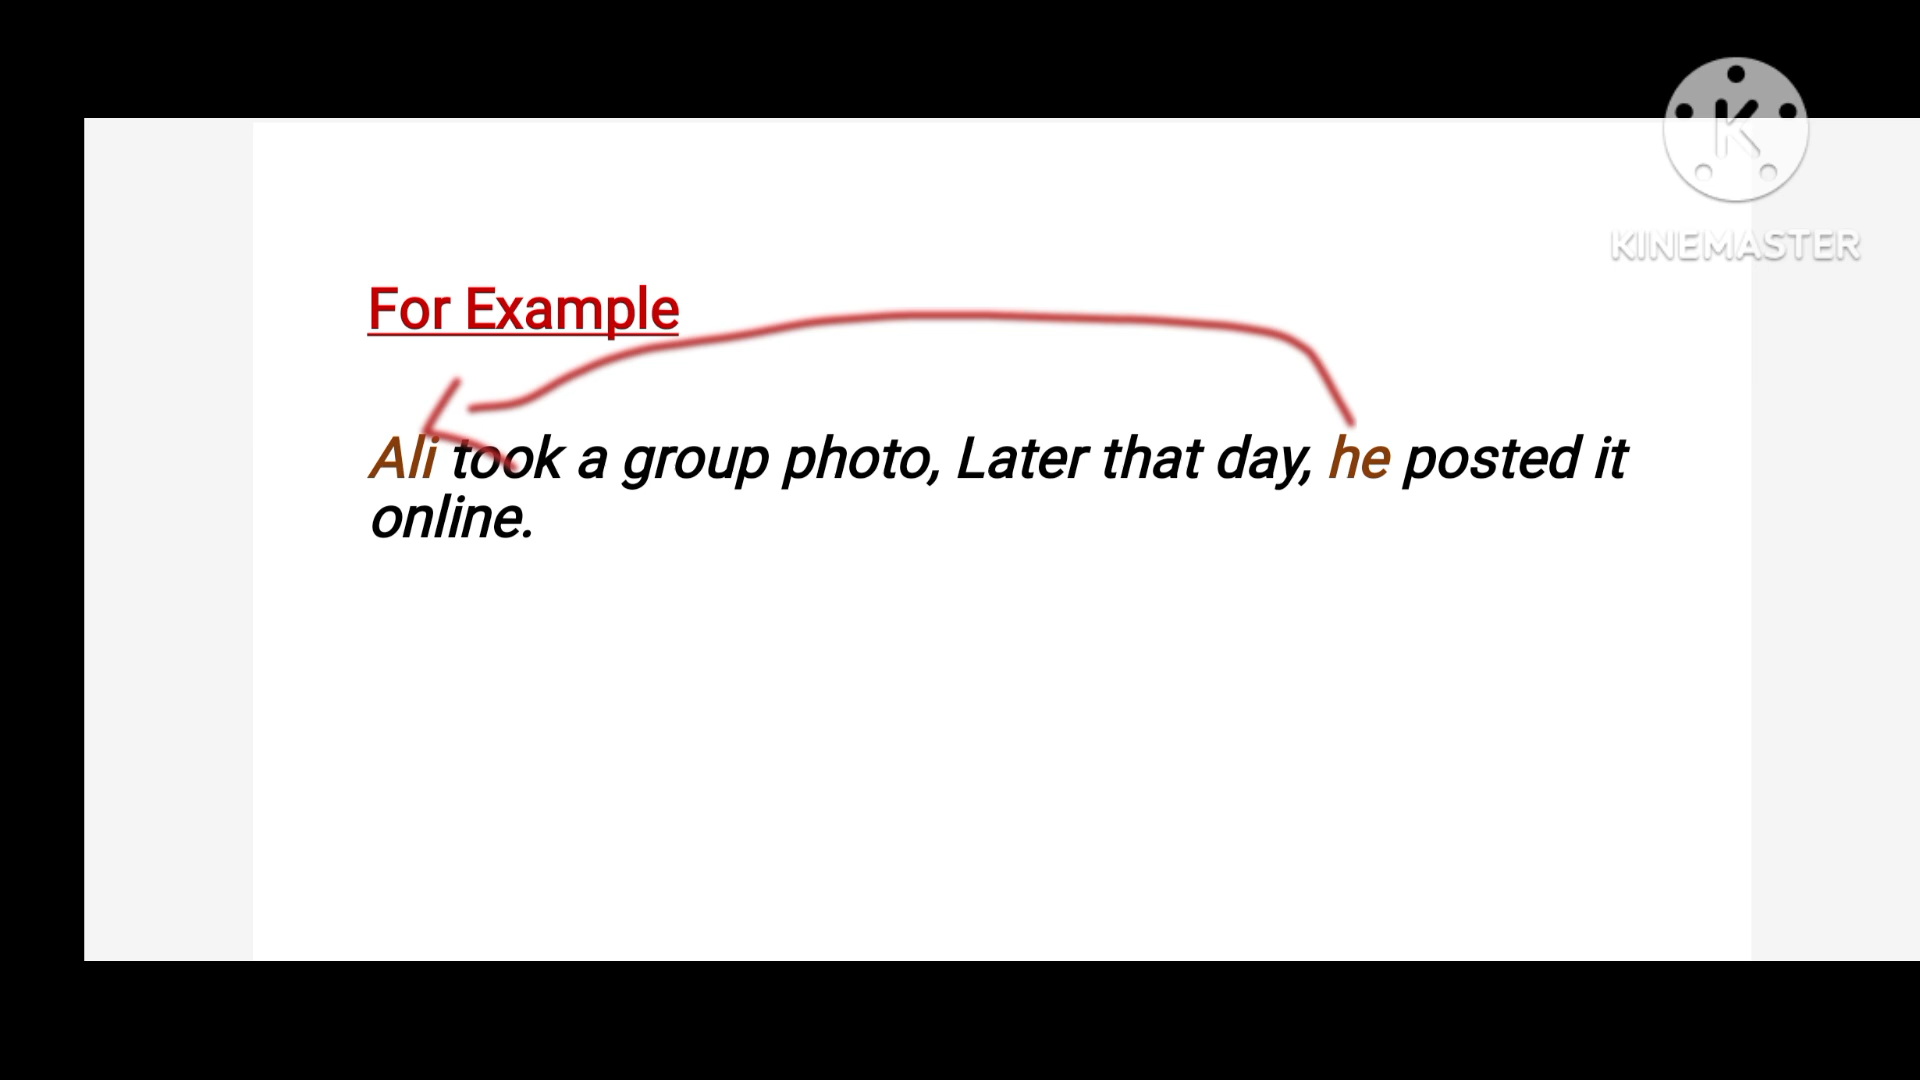 KINEMASTER
For Example
Ali took a group photo, Later that day, he posted it
online.